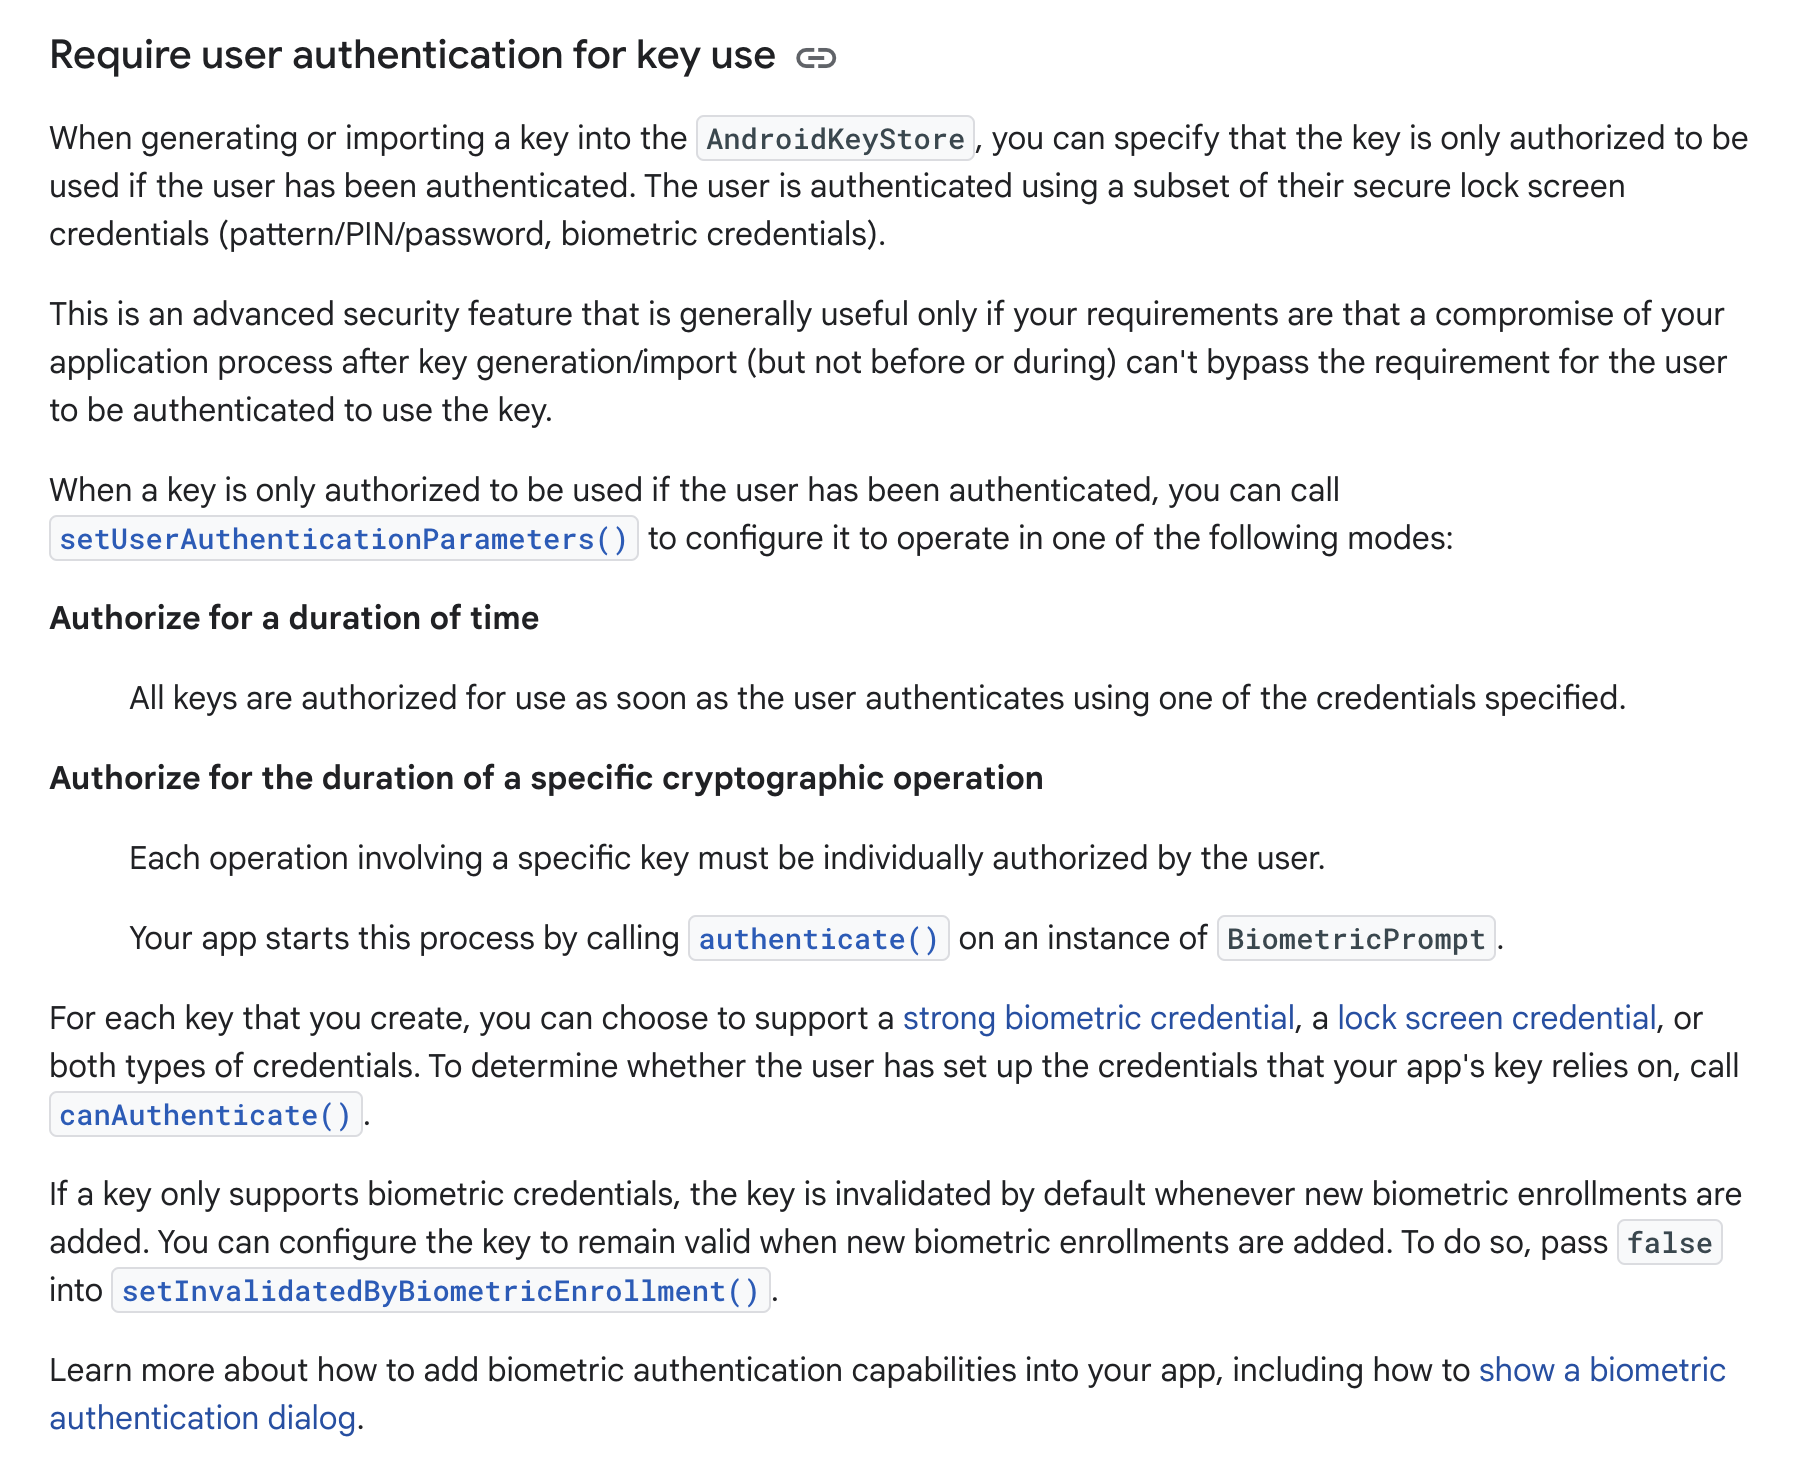 Require user authentication for key use
When generating or importing a key into the AndroidKeyStore, you can specify that the key is only authorized to be
used if the user has been authenticated. The user is authenticated using a subset of their secure lock screen
credentials (pattern/PIN/password, biometric credentials).
This is an advanced security feature that is generally useful only if your requirements are that a compromise of your
application process after key generation/import (but not before or during) can't bypass the requirement for the user
to be authenticated to use the key.
When a key is only authorized to be used if the user has been authenticated, you can call
setUserAuthenticationParameters() to configure it to operate in one of the following modes:
Authorize for a duration of time
All keys are authorized for use as soon as the user authenticates using one of the credentials specified.
Authorize for the duration of a specific cryptographic operation
Each operation involving a specific key must be individually authorized by the user.
Your app starts this process by calling authenticate() on an instance of BiometricPrompt.
For each key that you create, you can choose to support a strong biometric credential, a lock screen credential, or
both types of credentials. To determine whether the user has set up the credentials that your app's key relies on, call
canAuthenticate().
If a key only supports biometric credentials, the key is invalidated by default whenever new biometric enrollments are
added. You can configure the key to remain valid when new biometric enrollments are added. To do so, pass false
into setInvalidatedByBiometricEnrollment().
Learn more about how to add biometric authentication capabilities into your app, including how to show a biometric
authentication dialog.